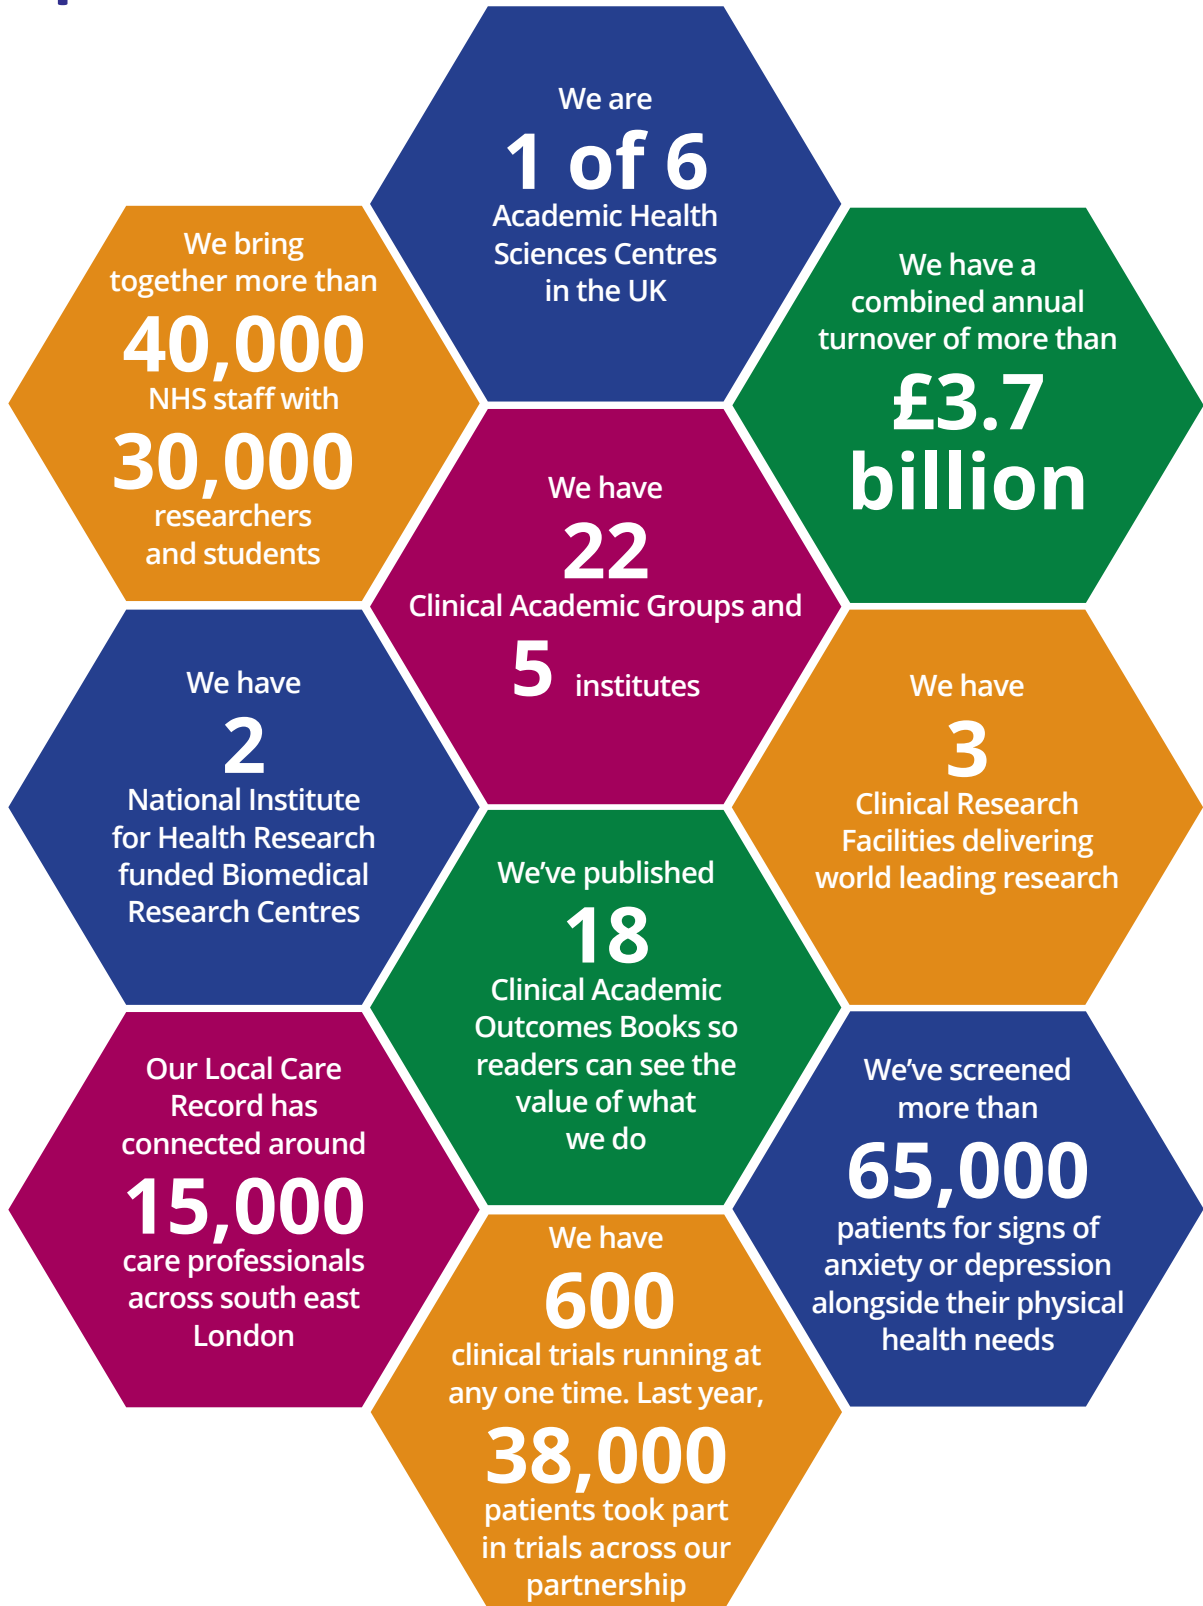 We are
1 of 6
Academic Health
Sciences Centres
in the UK
We bring
together more than
40,000
NHS staff with
30,000
researchers
and students
We have a
combined annual
turnover of more than
£3.7
billion
We have
22
Clinical Academic Groups and
5 institutes
We have
2
National Institute
for Health Research
funded Biomedical
Research Centres
We have
3
Clinical Research
Facilities delivering
world leading research
We've published
18
Clinical Academic
Outcomes Books so
readers can see the
value of what
we do
Our Local Care
Record has
connected around
15,000
care professionals
across south east
London
We've screened
more than
65,000
patients for signs of
anxiety or depression
alongside their physical
health needs
We have
600
clinical trials running at
any one time. Last year,
38,000
patients took part
in trials across our
partnership